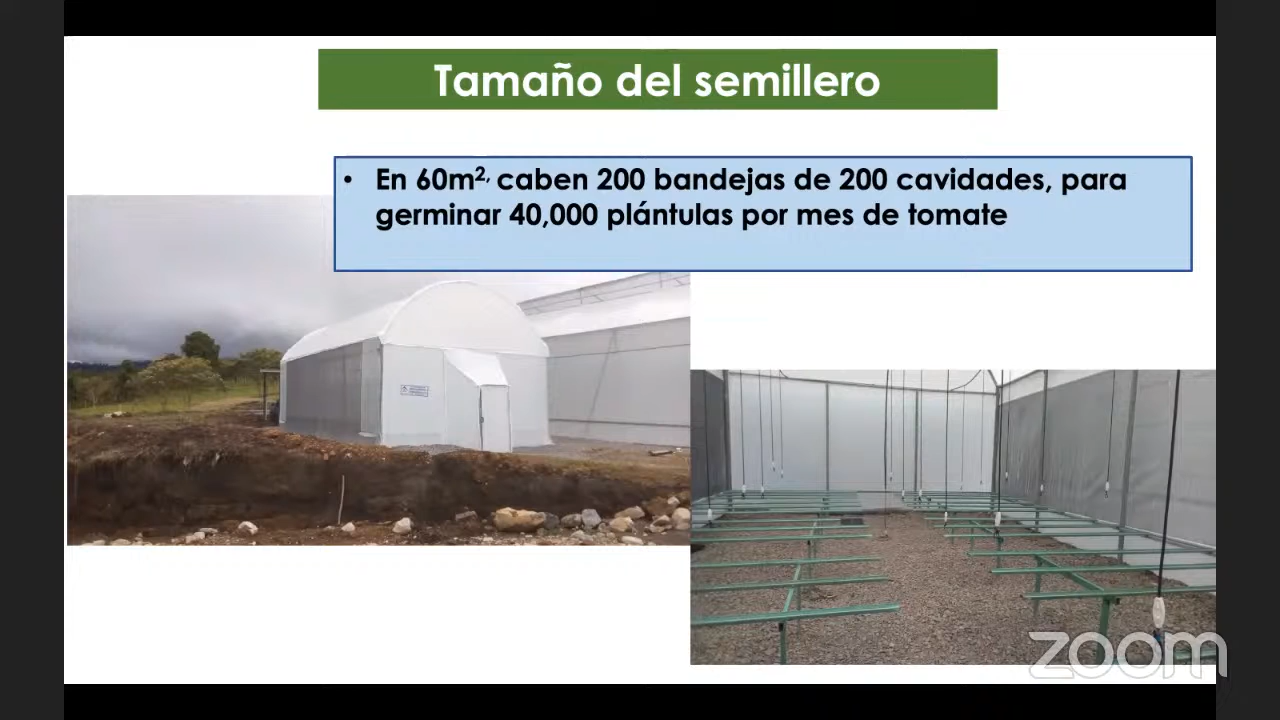 Tamaño del semillero
• En 60m², caben 200 bandejas de 200 cavidades, para
germinar 40,000 plántulas por mes de tomate
zoom